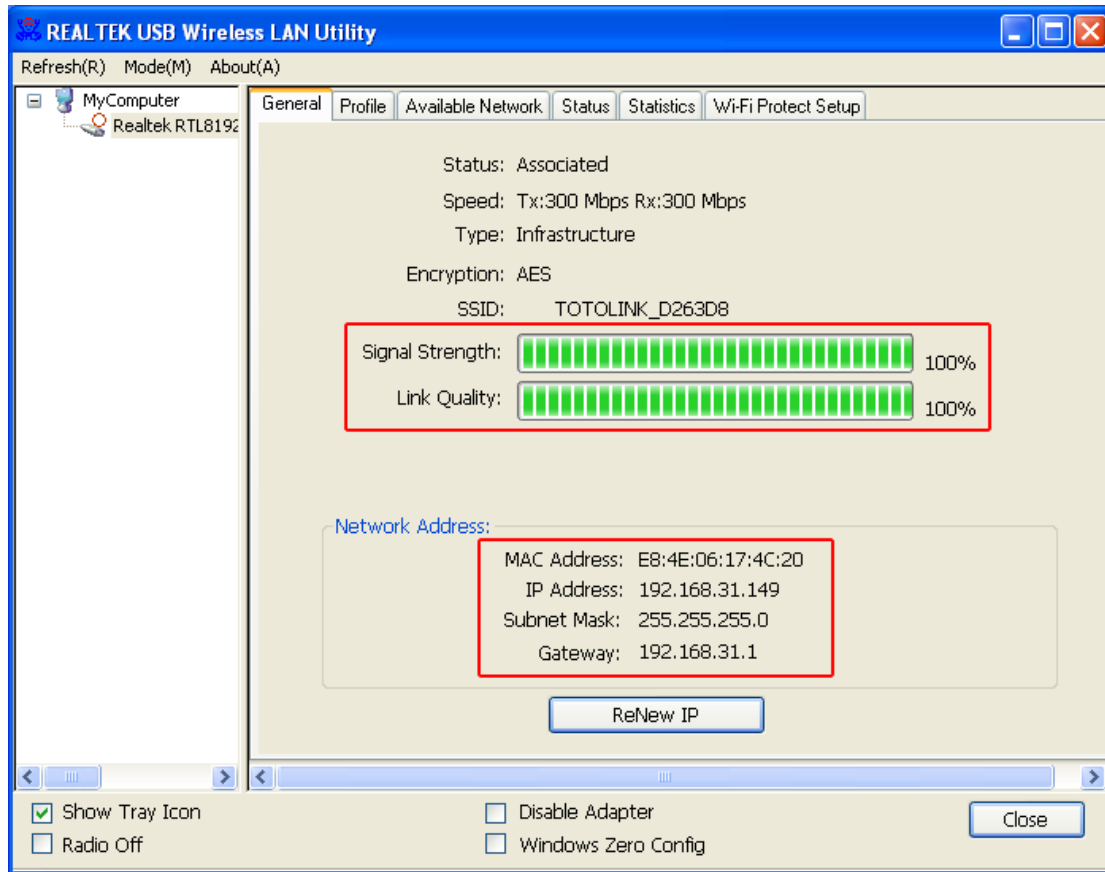 REALTEK USB Wireless LAN Utility
Refresh(R) Mode(M) About(A)
MyComputer
Realtek RTL8192
General Profile Available Network Status Statistics Wi-Fi Protect Setup
Status: Associated
Speed: Tx:300 Mbps Rx:300 Mbps
Type: Infrastructure
Encryption: AES
SSID: TOTOLINK_D263D8
Signal Strength: 100%
Link Quality: 100%
Network Address:
MAC Address: E8:4E:06:17:4C:20
IP Address: 192.168.31.149
Subnet Mask: 255.255.255.0
Gateway: 192.168.31.1
ReNew IP
Show Tray Icon
Radio Off
Disable Adapter
Windows Zero Config
Close